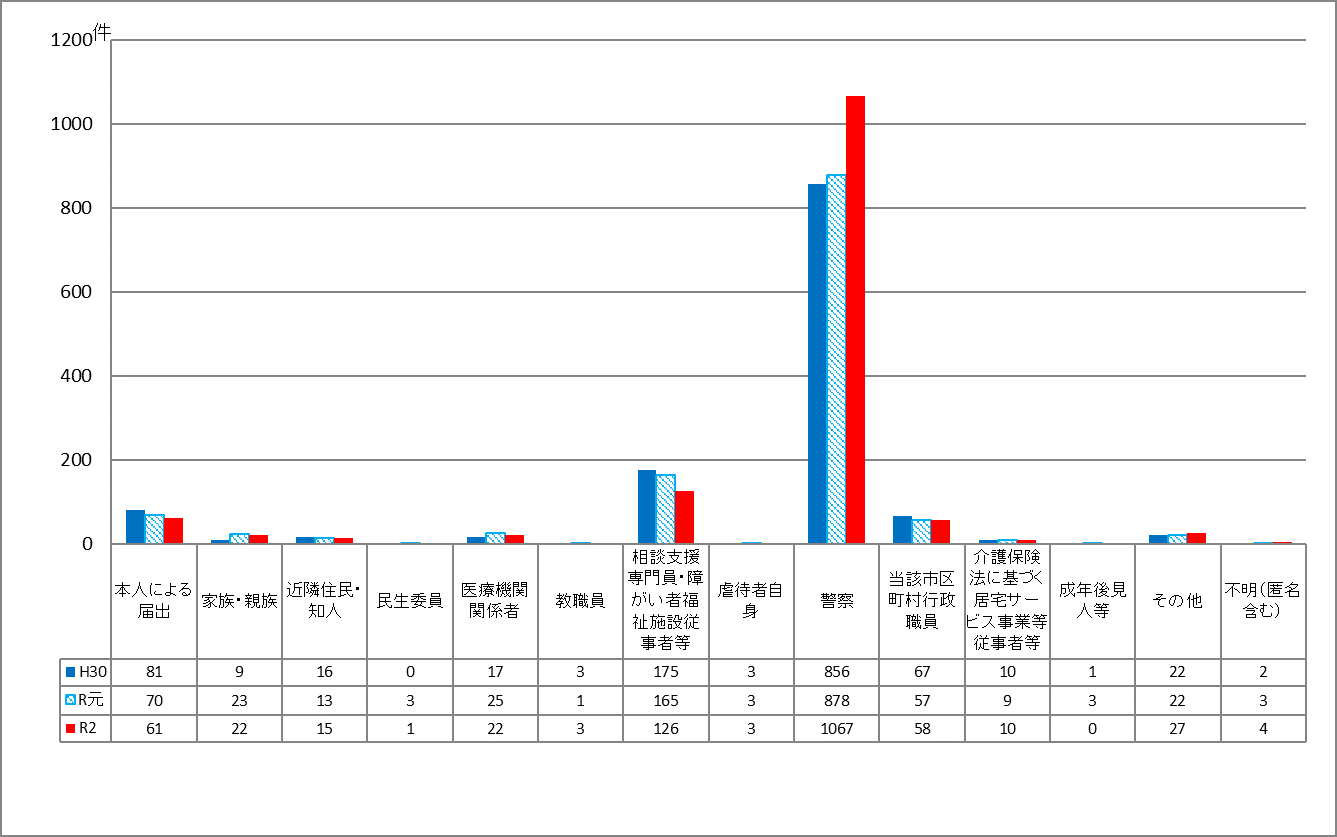 件
1200
1000
800
600
400
200
0
本人による
届出
家族・親族
近隣住民・
知人
民生委員
医療機関
関係者
教職員
相談支援
専門員・障
がい者福
祉施設従
事者等
虐待者自
身
警察
当該市区
町村行政
職員
介護保険
法に基づく
居宅サー
ビス事業等
従事者等
成年後見
人等
その他
不明（匿名
含む）
H30 81 9 16 0 17 3 175 3 856 67 10 1 22 2
R元 70 23 13 3 25 1 165 3 878 57 9 3 22 3
R2 61 22 15 1 22 3 126 3 1067 58 10 0 27 4